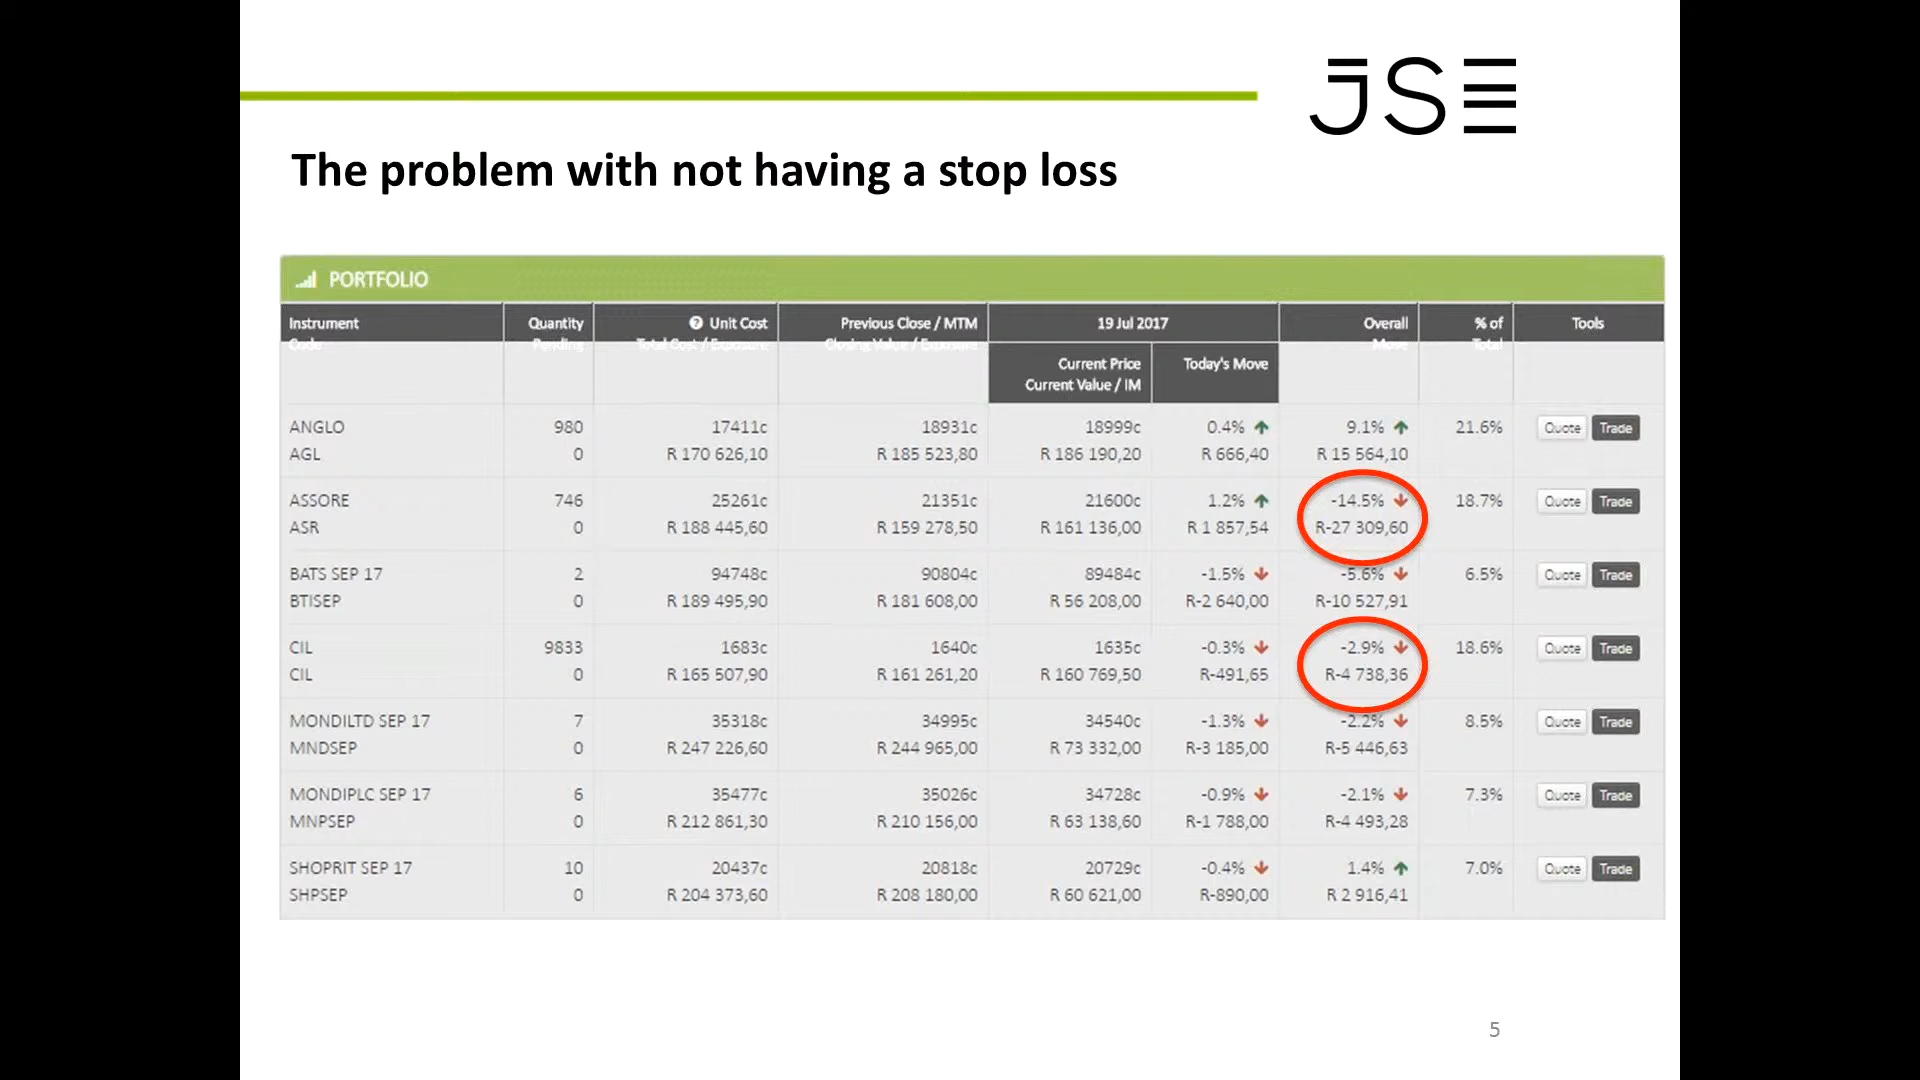 JSE
The problem with not having a stop loss
PORTFOLIO
Instrument Quantity Unit Cost Previous Close / MTM 19 Jul 2017 Overall % of Tools
Code Pending Total Cost / Exposure Closing Value / Exposure Move Total
Current Price Today's Move
Current Value / IM
ANGLO 980 17411c 18931c 18999c 0.4% 9.1% 21.6% Quote Trade
AGL 0 R 170 626,10 R 185 523,80 R 186 190,20 R 666,40 R 15 564,10
ASSORE 746 25261c 21351c 21600c 1.2% -14.5% 18.7% Quote Trade
ASR 0 R 188 445,60 R 159 278,50 R 161 136,00 R 1 857,54 R-27 309,60
BATS SEP 17 2 94748c 90804c 89484c -1.5% -5.6% 6.5% Quote Trade
BTISEP 0 R 189 495,90 R 181 608,00 R 56 208,00 R-2 640,00 R-10 527,91
CIL 9833 1683c 1640c 1635c -0.3% -2.9% 18.6% Quote Trade
CIL 0 R 165 507,90 R 161 261,20 R 160 769,50 R-491,65 R-4 738,36
MONDILTD SEP 17 7 35318c 34995c 34540c -1.3% -2.2% 8.5% Quote Trade
MNDSEP 0 R 247 226,60 R 244 965,00 R 73 332,00 R-3 185,00 R-5 446,63
MONDIPLC SEP 17 6 35477c 35026c 34728c -0.9% -2.1% 7.3% Quote Trade
MNPSEP 0 R 212 861,30 R 210 156,00 R 63 138,60 R-1 788,00 R-4 493,28
SHOPRIT SEP 17 10 20437c 20818c 20729c -0.4% 1.4% 7.0% Quote Trade
SHPSEP 0 R 204 373,60 R 208 180,00 R 60 621,00 R-890,00 R 2 916,41
5